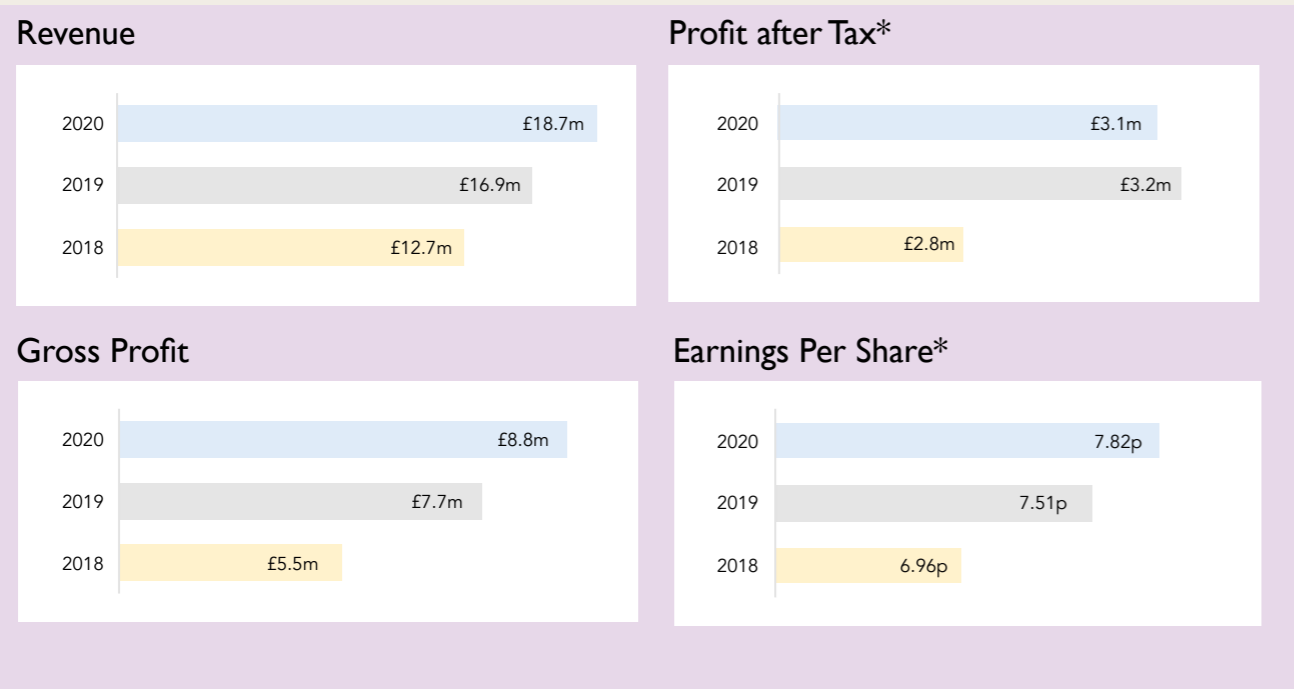 Revenue
2020 £18.7m
2019 £16.9m
2018 £12.7m
Profit after Tax*
2020 £3.1m
2019 £3.2m
2018 £2.8m
Gross Profit
2020 £8.8m
2019 £7.7m
2018 £5.5m
Earnings Per Share*
2020 7.82p
2019 7.51p
2018 6.96p